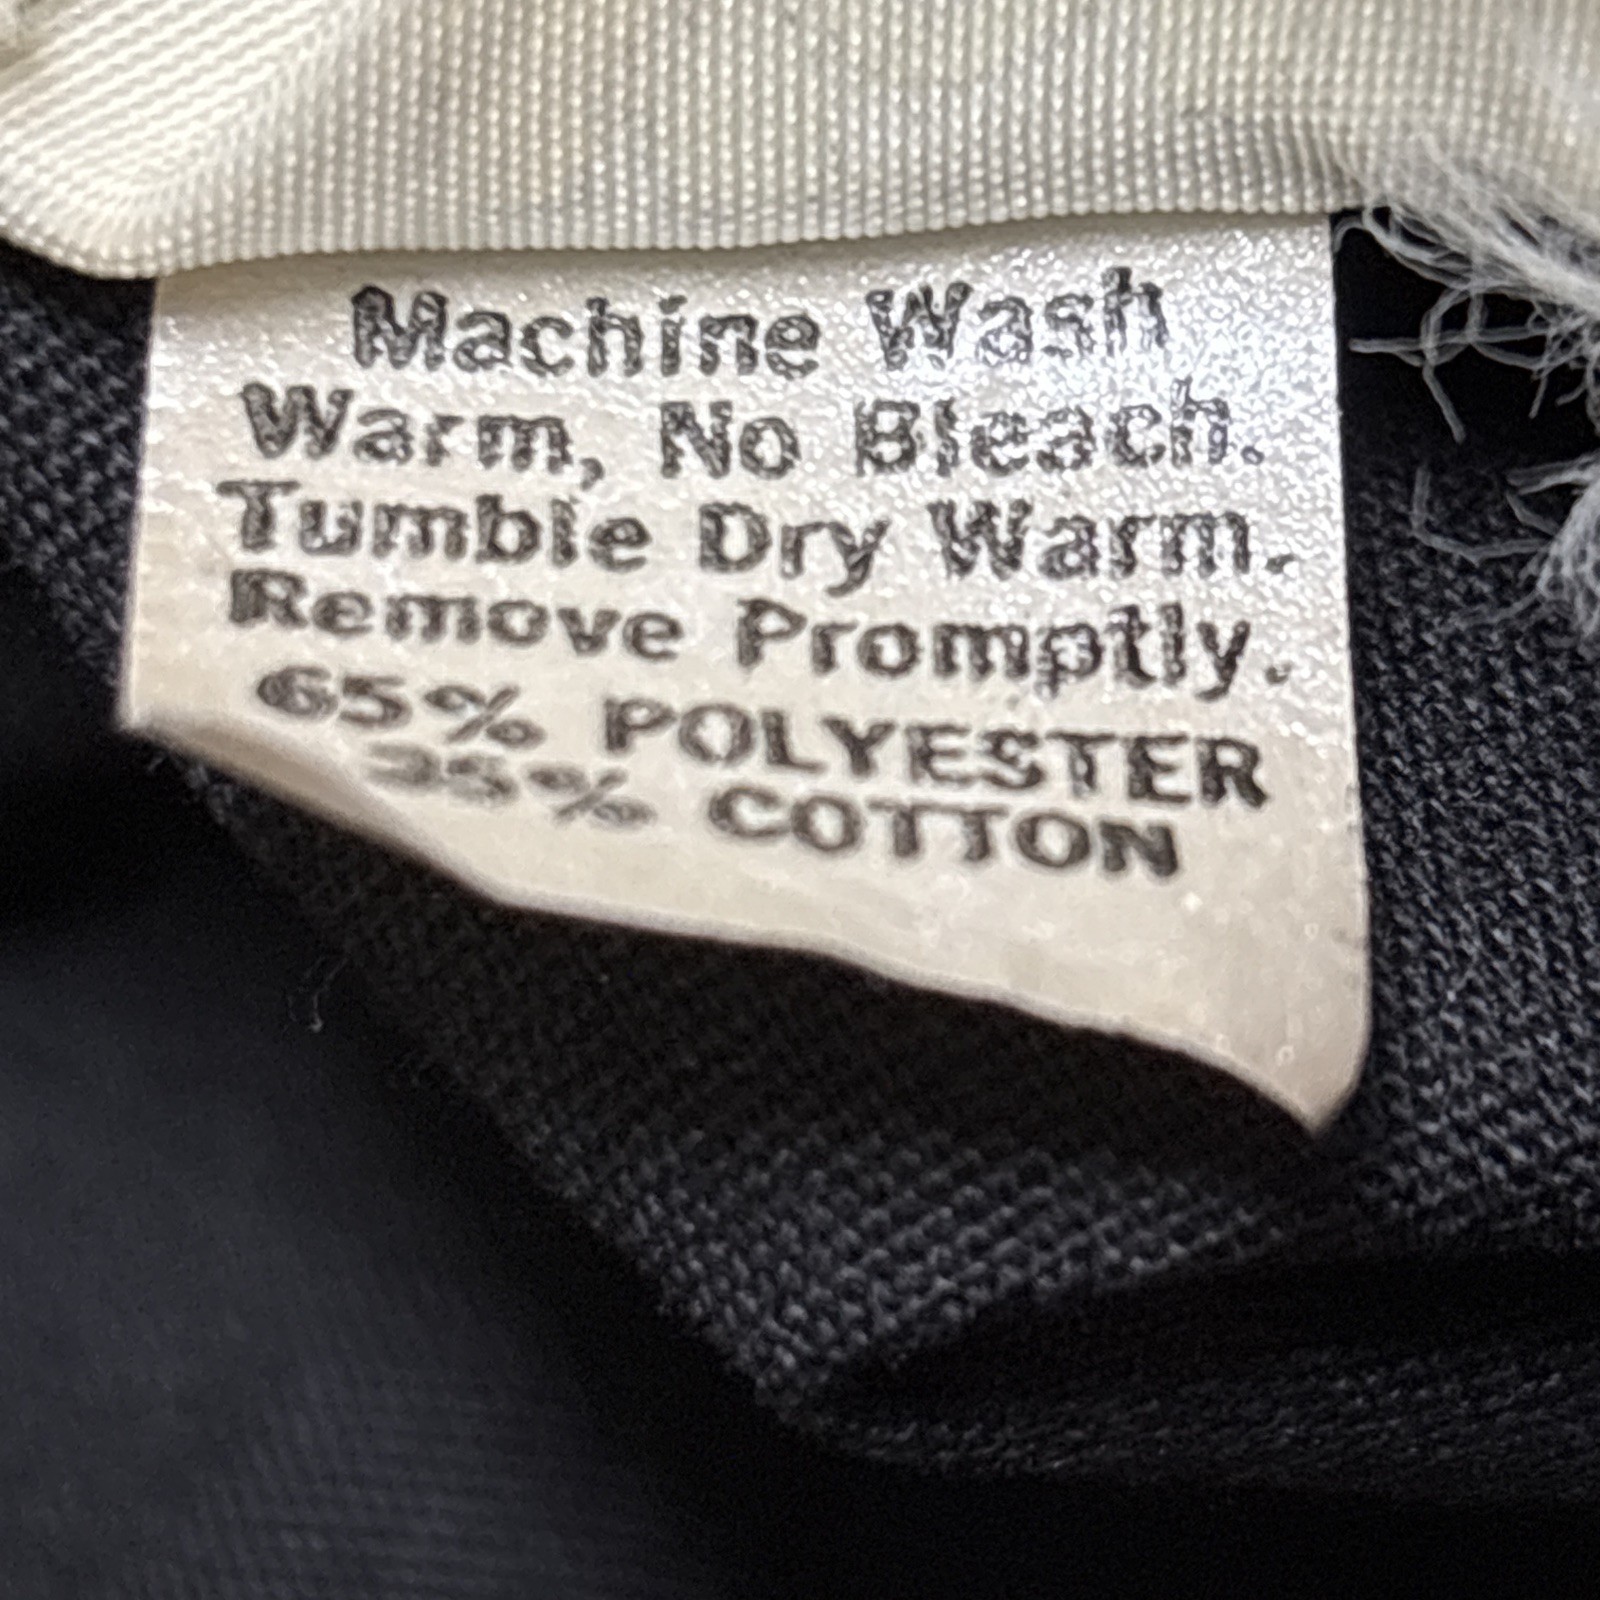 Machine Wash
Warm, No Bleach.
Tumble Dry Warm.
Remove Promptly.
65% POLYESTER
35% COTTON